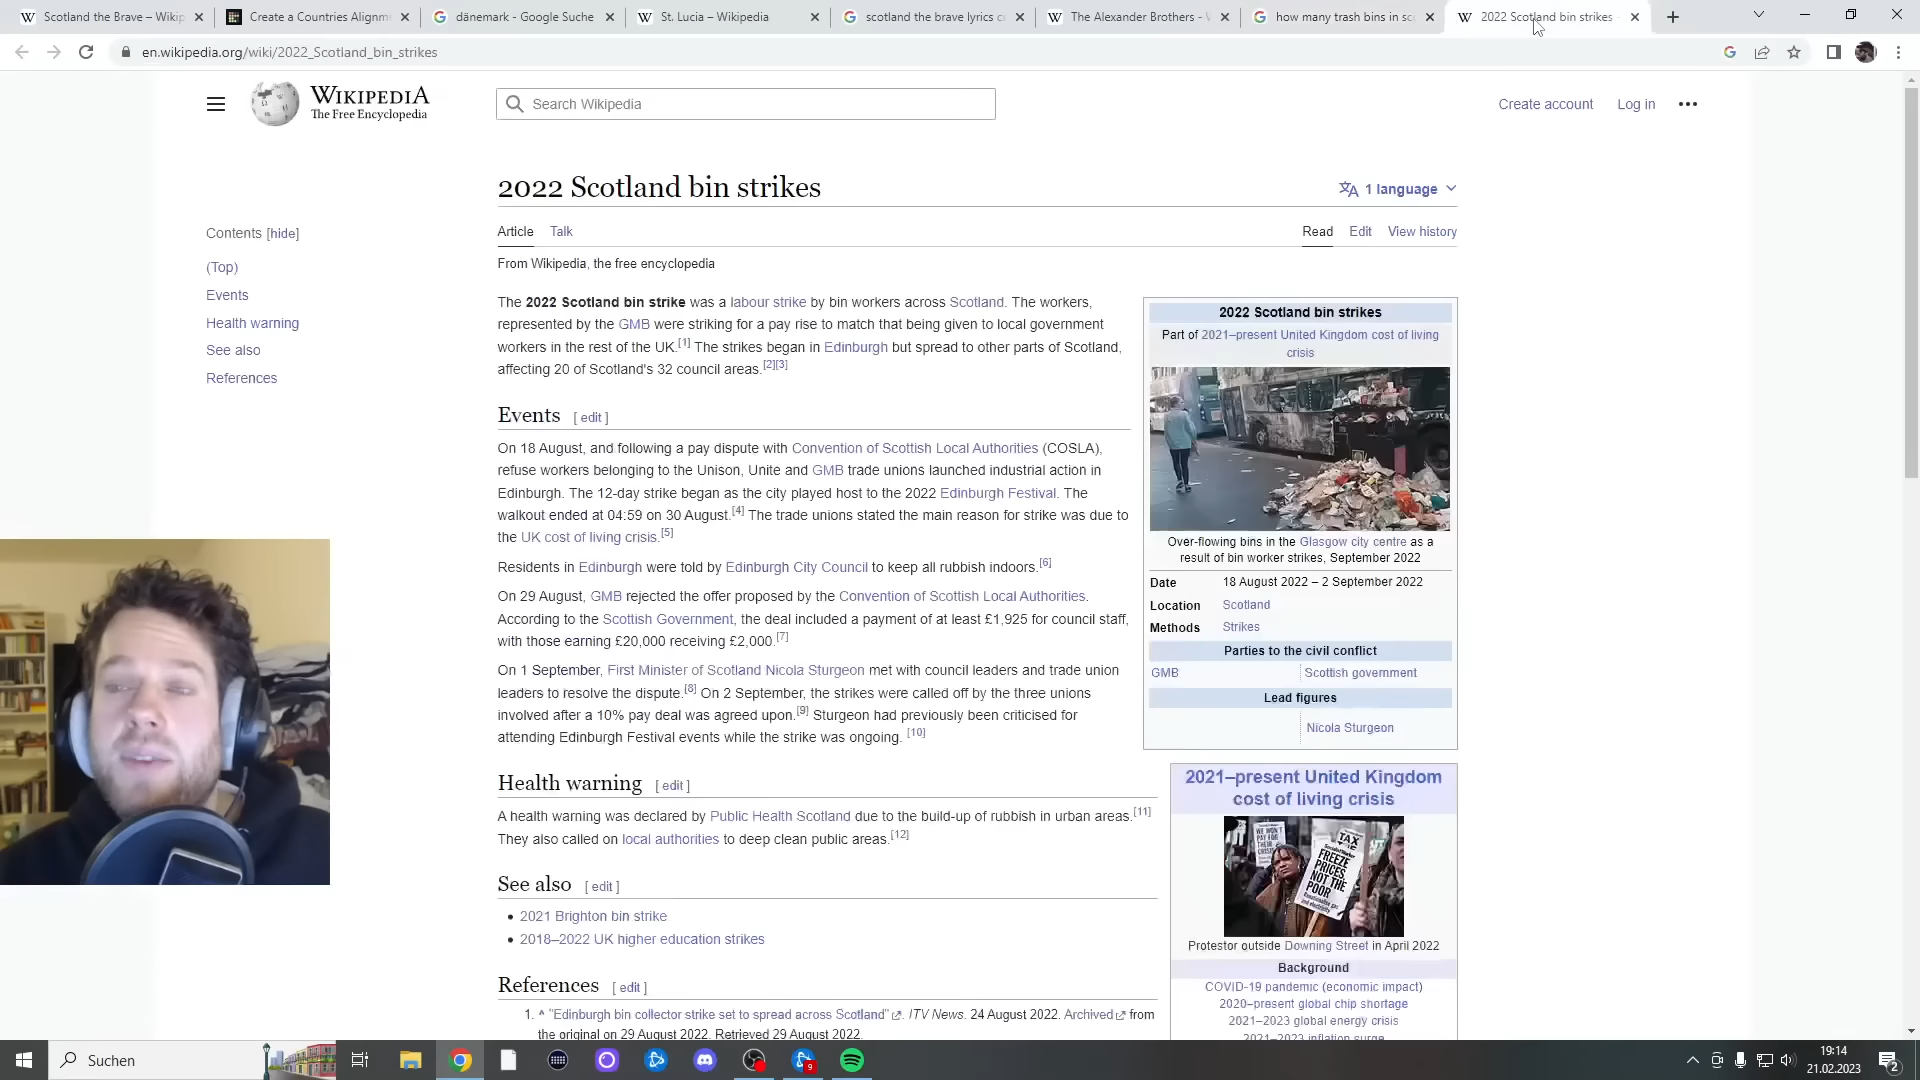 Scotland the Brave – Wikip
Create a Countries Alignm
dänemark - Google Suche
St. Lucia – Wikipedia
scotland the brave lyrics c
The Alexander Brothers -
how many trash bins in sc
2022 Scotland bin strikes
en.wikipedia.org/wiki/2022_Scotland_bin_strikes
WIKIPEDIA
The Free Encyclopedia
Search Wikipedia
Create account
Log in
2022 Scotland bin strikes
1 language
Contents [hide]
(Top)
Events
Health warning
See also
References
Article
Talk
Read
Edit
View history
From Wikipedia, the free encyclopedia
The 2022 Scotland bin strike was a labour strike by bin workers across Scotland. The workers,
represented by the GMB were striking for a pay rise to match that being given to local government
workers in the rest of the UK.[1] The strikes began in Edinburgh but spread to other parts of Scotland,
affecting 20 of Scotland's 32 council areas.[2][3]
Events [ edit ]
On 18 August, and following a pay dispute with Convention of Scottish Local Authorities (COSLA),
refuse workers belonging to the Unison, Unite and GMB trade unions launched industrial action in
Edinburgh. The 12-day strike began as the city played host to the 2022 Edinburgh Festival. The
walkout ended at 04:59 on 30 August.[4] The trade unions stated the main reason for strike was due to
the UK cost of living crisis.[5]
Residents in Edinburgh were told by Edinburgh City Council to keep all rubbish indoors.[6]
On 29 August, GMB rejected the offer proposed by the Convention of Scottish Local Authorities.
According to the Scottish Government, the deal included a payment of at least £1,925 for council staff,
with those earning £20,000 receiving £2,000.[7]
On 1 September, First Minister of Scotland Nicola Sturgeon met with council leaders and trade union
leaders to resolve the dispute.[8] On 2 September, the strikes were called off by the three unions
involved after a 10% pay deal was agreed upon.[9] Sturgeon had previously been criticised for
attending Edinburgh Festival events while the strike was ongoing. [10]
Health warning [ edit ]
A health warning was declared by Public Health Scotland due to the build-up of rubbish in urban areas.[11]
They also called on local authorities to deep clean public areas.[12]
See also [ edit ]
• 2021 Brighton bin strike
• 2018–2022 UK higher education strikes
References [ edit ]
1. ^ "Edinburgh bin collector strike set to spread across Scotland". ITV News. 24 August 2022. Archived from
the original on 29 August 2022. Retrieved 29 August 2022.
2022 Scotland bin strikes
Part of 2021–present United Kingdom cost of living
crisis
Over-flowing bins in the Glasgow city centre as a
result of bin worker strikes, September 2022
Date 18 August 2022 – 2 September 2022
Location Scotland
Methods Strikes
Parties to the civil conflict
GMB Scottish government
Lead figures
Nicola Sturgeon
2021–present United Kingdom
cost of living crisis
FREEZE
PRICES,
NOT THE
POOR
Protestor outside Downing Street in April 2022
Background
COVID-19 pandemic (economic impact)
2020–present global chip shortage
2021–2023 global energy crisis
2021–2023 inflation surge
Suchen
9
19:14
21.02.2023
2